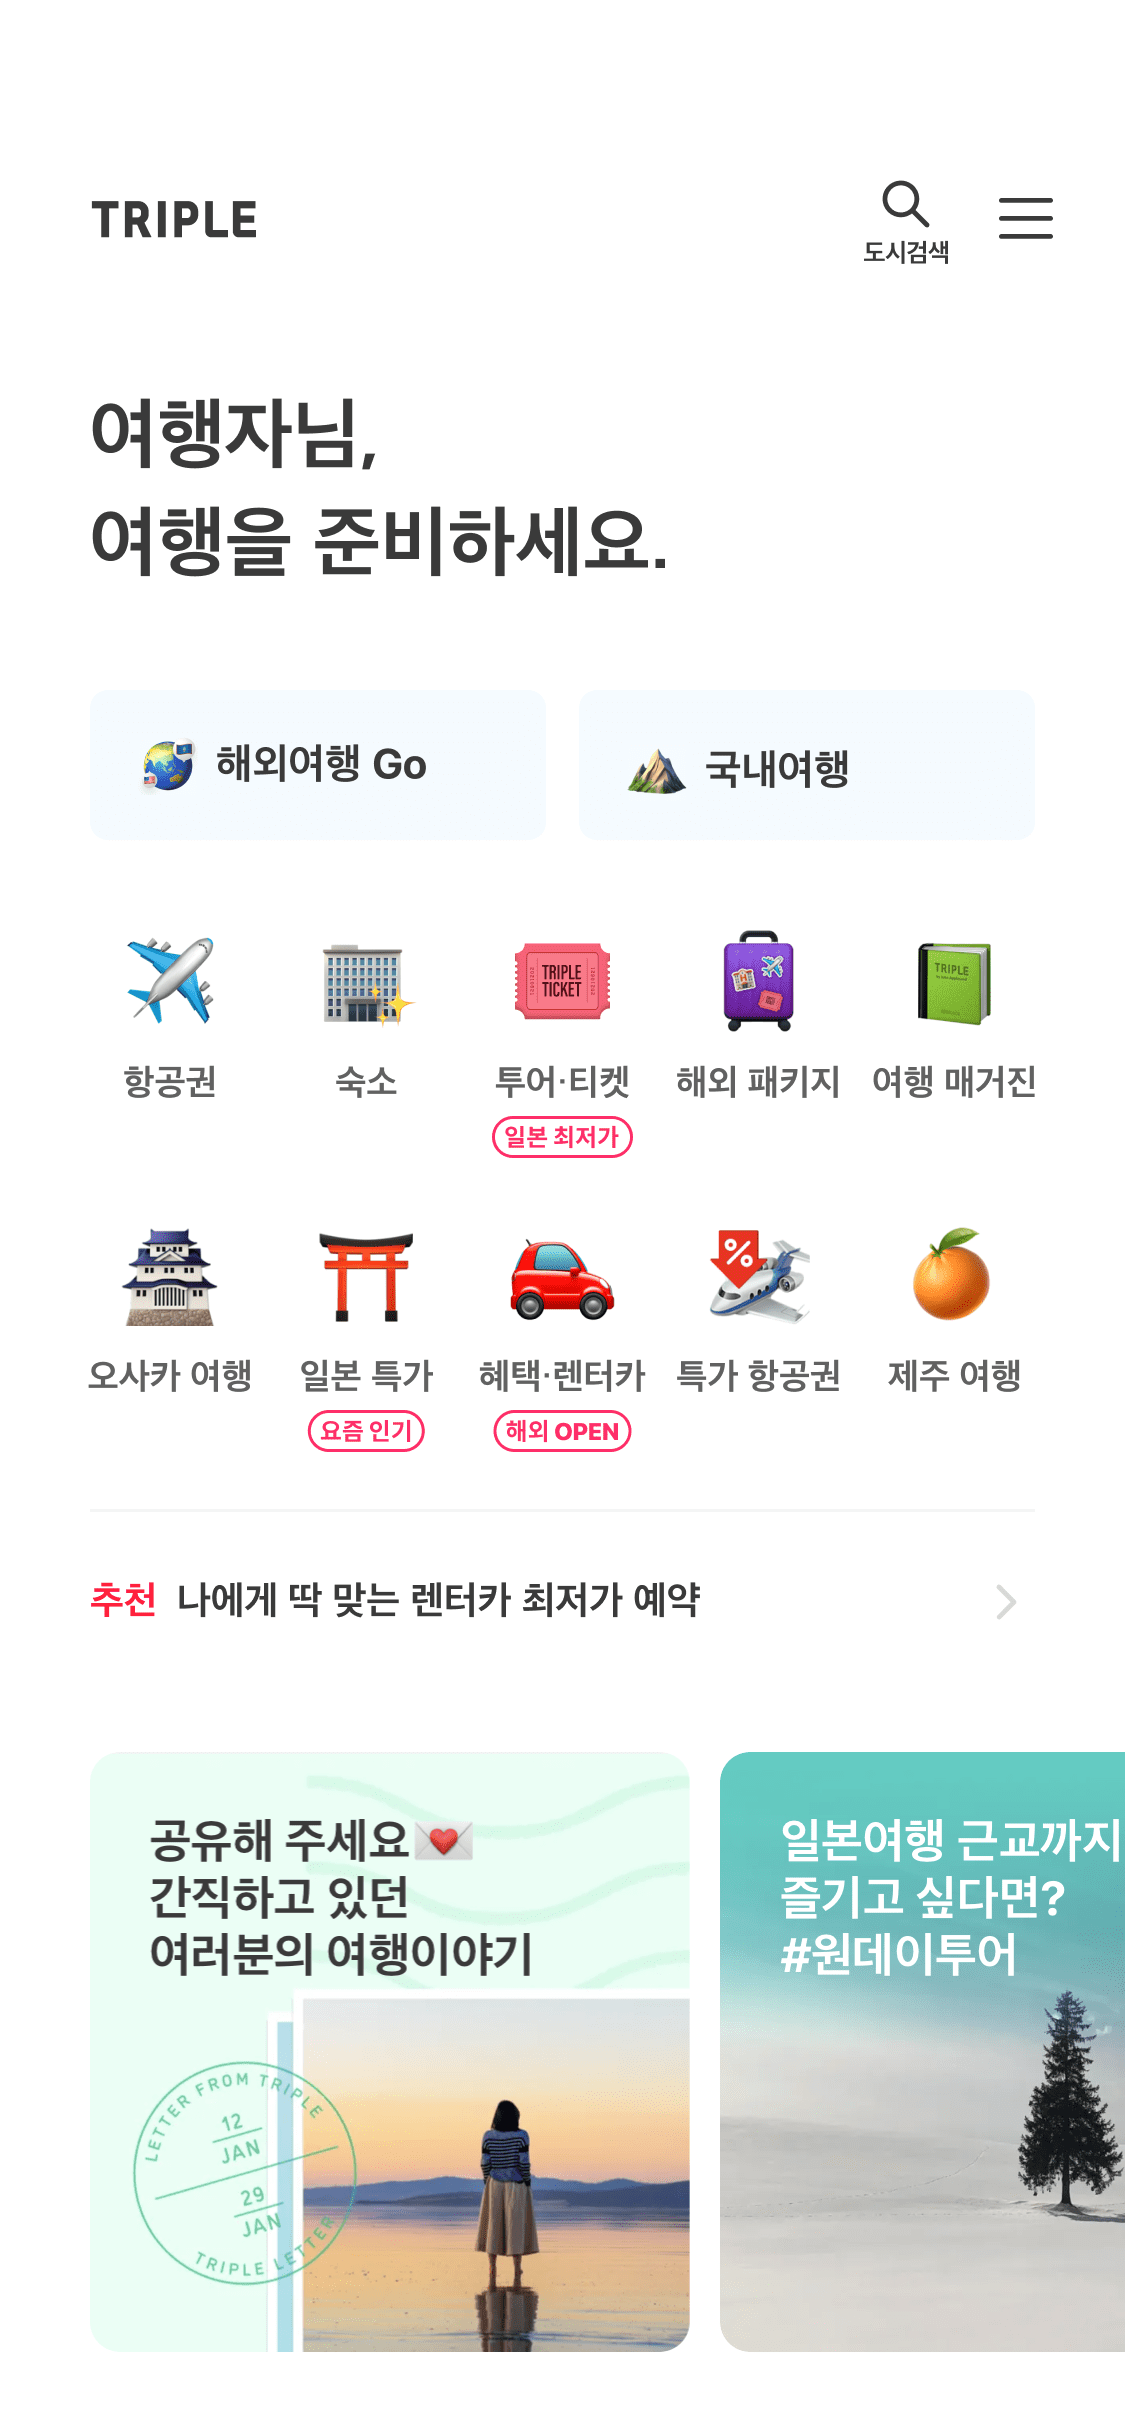 TRIPLE
도시검색
여행자님,
여행을 준비하세요.
해외여행 Go
국내여행
TRIPLE
TICKET
TRIPLE
항공권
숙소
투어·티켓
해외 패키지
여행 매거진
일본 최저가
오사카 여행
일본 특가
혜택·렌터카
특가 항공권
제주 여행
요즘 인기
해외 OPEN
추천 나에게 딱 맞는 렌터카 최저가 예약
공유해 주세요
간직하고 있던
여러분의 여행이야기
LETTER FROM TRIPLE
12
JAN
29
JAN
TRIPLE LETTER
일본여행 근교까지
즐기고 싶다면?
#원데이투어